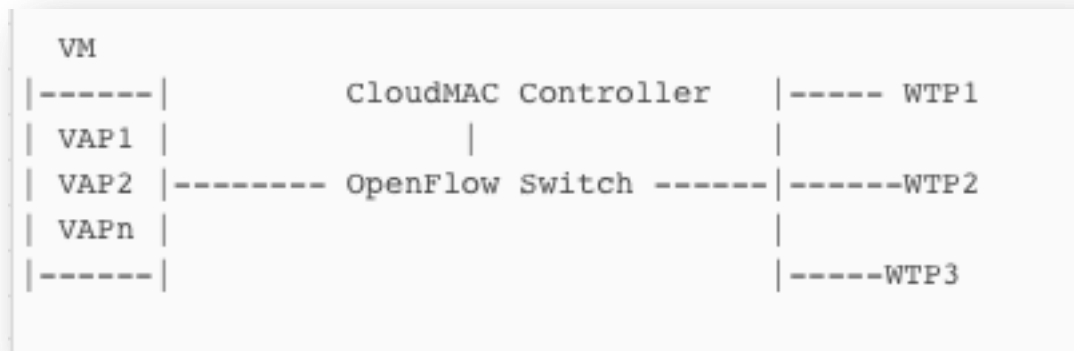 VM
|------|         CloudMAC Controller   |----- WTP1
| VAP1 |                |              |
| VAP2 |-------- OpenFlow Switch ------|------WTP2
| VAPn |                               |
|------|                               |-----WTP3